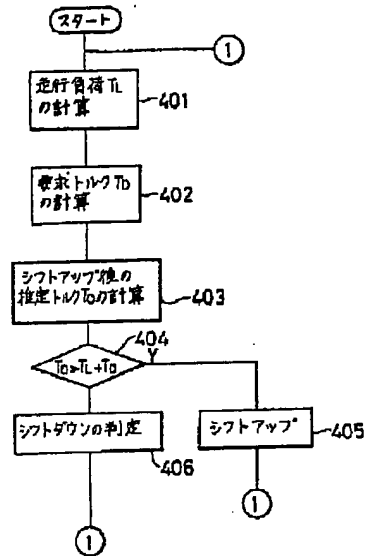 スタート
1
走行負荷TL
の計算
401
要求トルクTD
の計算
402
シフトアップ後の
推定トルクTOの計算
403
404
TO≥TL+TD
Y
シフトダウンの判定
406
シフトアップ
405
1
1